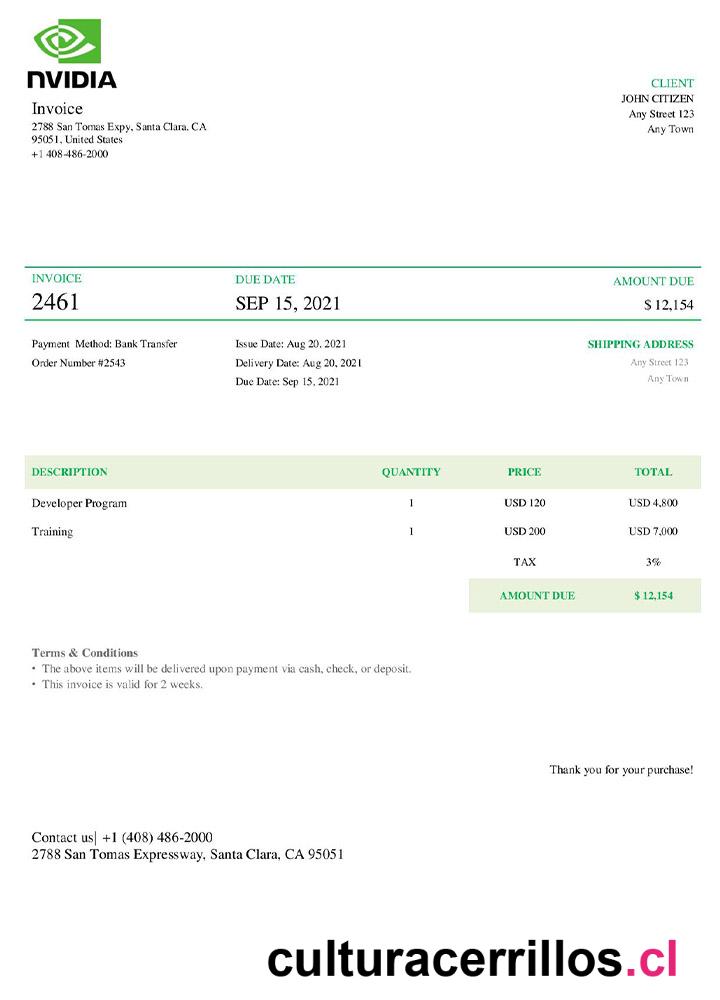 NVIDIA
Invoice
2788 San Tomas Expy, Santa Clara, CA
95051, United States
+1 408-486-2000
CLIENT
JOHN CITIZEN
Any Street 123
Any Town
INVOICE DUE DATE AMOUNT DUE
2461 SEP 15, 2021 $ 12,154
Payment Method: Bank Transfer Issue Date: Aug 20, 2021 SHIPPING ADDRESS
Order Number #2543 Delivery Date: Aug 20, 2021 Any Street 123
Due Date: Sep 15, 2021 Any Town
DESCRIPTION QUANTITY PRICE TOTAL
Developer Program 1 USD 120 USD 4,800
Training 1 USD 200 USD 7,000
TAX 3%
AMOUNT DUE $ 12,154
Terms & Conditions
• The above items will be delivered upon payment via cash, check, or deposit.
• This invoice is valid for 2 weeks.
Thank you for your purchase!
Contact us| +1 (408) 486-2000
2788 San Tomas Expressway, Santa Clara, CA 95051
culturacerrillos.cl